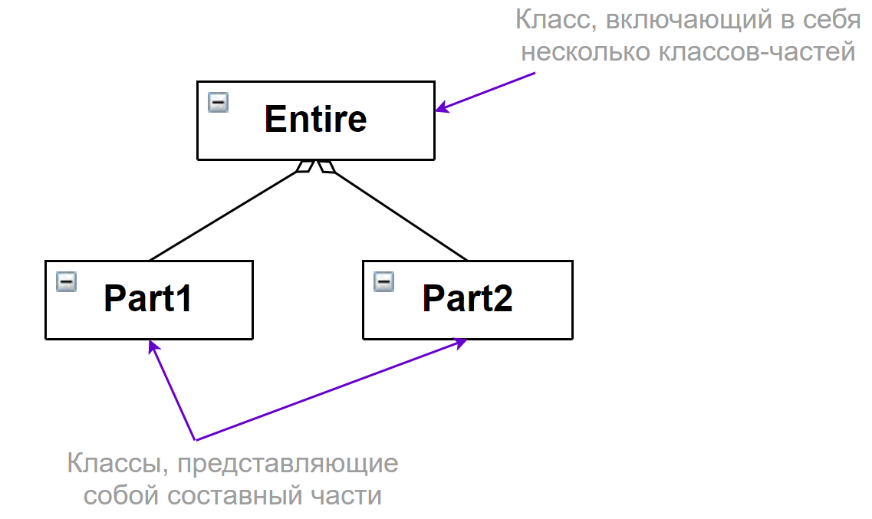 Класс, включающий в себя
несколько классов-частей
Entire
Part1
Part2
Классы, представляющие
собой составный части